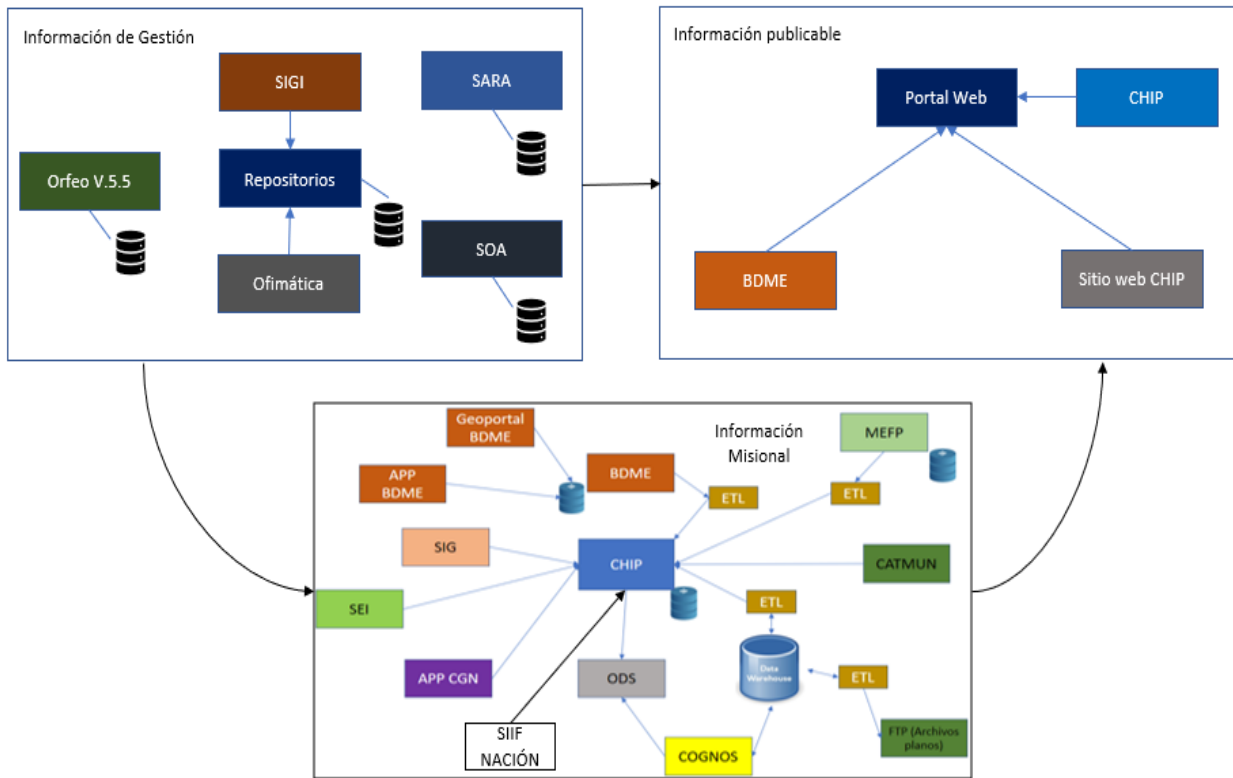 Información de Gestión
SIGI
SARA
Orfeo V.5.5
Repositorios
SOA
Ofimática
Información publicable
Portal Web
CHIP
BDME
Sitio web CHIP
Geoportal
BDME
Información
Misional
MEFP
APP
BDME
BDME
ETL
ETL
SIG
CHIP
CATMUN
SEI
ETL
APP CGN
ODS
Data
Warehouse
ETL
SIIF
NACIÓN
COGNOS
FTP (Archivos
planos)